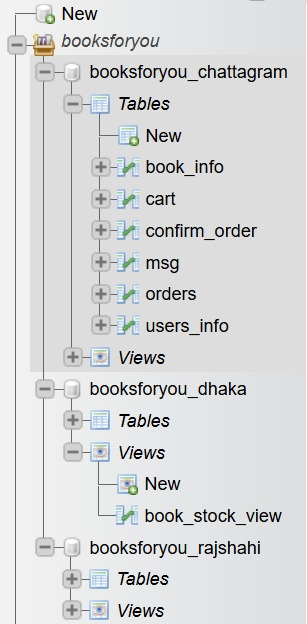 New
booksforyou
booksforyou_chattagram
Tables
New
book_info
cart
confirm_order
msg
orders
users_info
Views
booksforyou_dhaka
Tables
Views
New
book_stock_view
booksforyou_rajshahi
Tables
Views